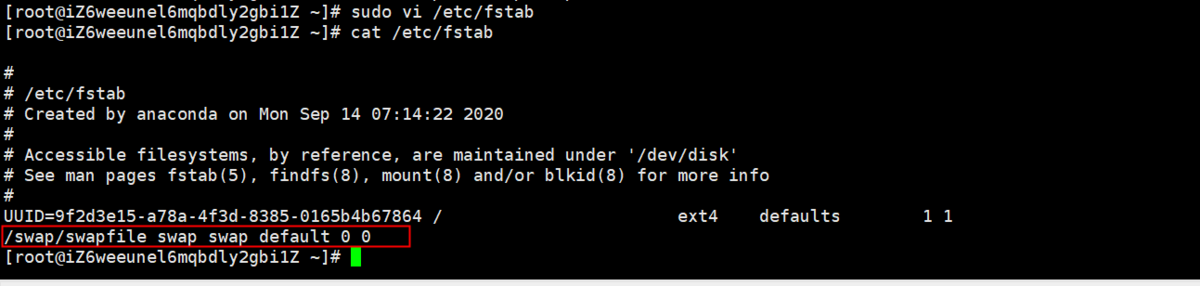 [root@iZ6weeunel6mqbdly2gbi1Z ~]# sudo vi /etc/fstab
[root@iZ6weeunel6mqbdly2gbi1Z ~]# cat /etc/fstab
#
# /etc/fstab
# Created by anaconda on Mon Sep 14 07:14:22 2020
#
# Accessible filesystems, by reference, are maintained under '/dev/disk'
# See man pages fstab(5), findfs(8), mount(8) and/or blkid(8) for more info
#
UUID=9f2d3e15-a78a-4f3d-8385-0165b4b67864 / ext4 defaults 1 1
/swap/swapfile swap swap default 0 0
[root@iZ6weeunel6mqbdly2gbi1Z ~]#